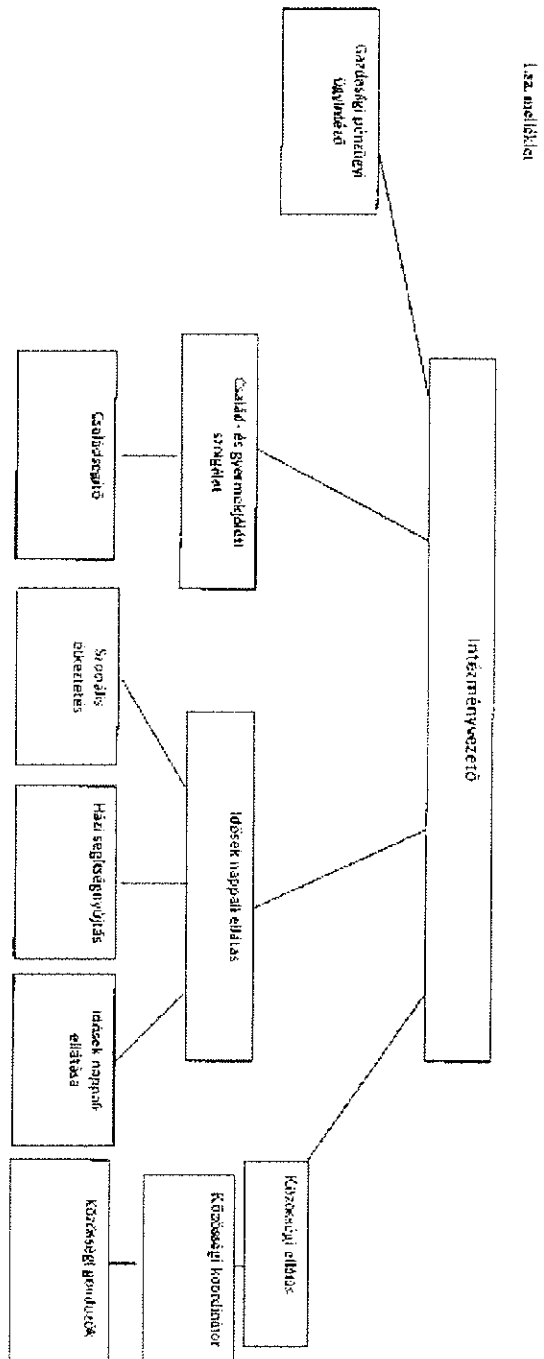 1.sz. melléklet
Intézményvezető
Gazdasági pénzügyi
ügyintéző
Család- és gyermekjóléti
szolgálat
Idősek nappali ellátás
Közösségi ellátás
Közösségi koordinátor
Családsegítő
Szociális
étkeztetés
Házi segítségnyújtás
Idősek nappali
ellátása
Közösségi gondozók